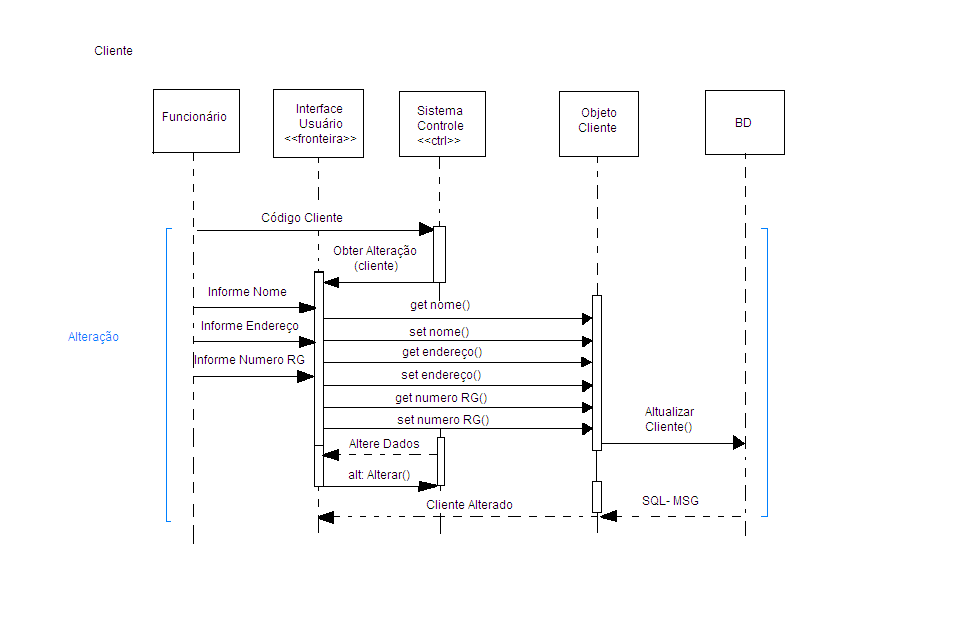 Cliente
Funcionário
Interface
Usuário
<<fronteira>>
Sistema
Controle
<<ctrl>>
Objeto
Cliente
BD
Código Cliente
Obter Alteração
(cliente)
Informe Nome
get nome()
Informe Endereço
set nome()
Alteração
get endereço()
Informe Numero RG
set endereço()
get numero RG()
set numero RG()
Altualizar
Cliente()
Altere Dados
alt: Alterar()
Cliente Alterado
SQL- MSG